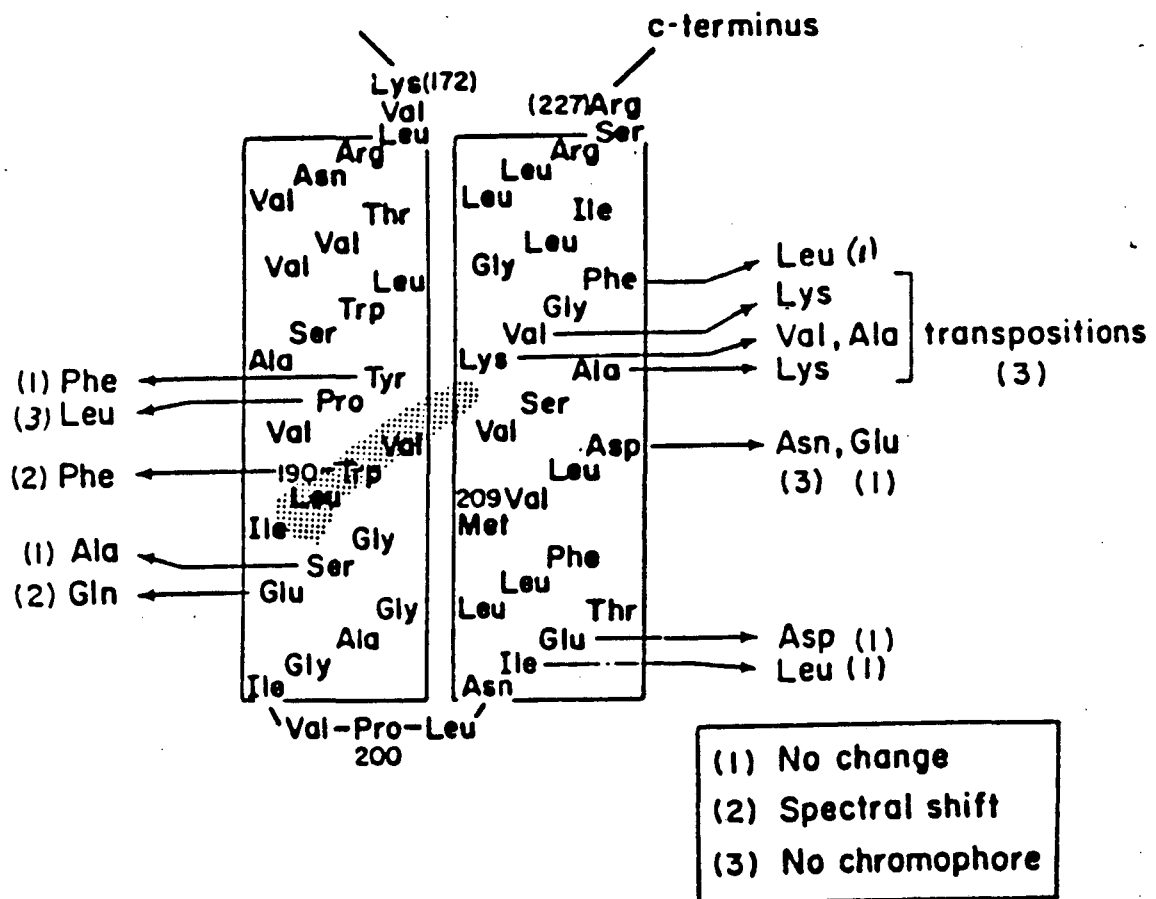 c-terminus
Lys(172)
Val
Leu
Arg
Asn
Val
Thr
Val
Val
Leu
Trp
Ser
Ala
Tyr
Pro
Val
Val
190-Trp
Leu
Ile
Gly
Ser
Glu
Gly
Ala
Gly
Ile
Val-Pro-Leu
200
(227)Arg
Ser
Arg
Leu
Leu
Ile
Leu
Gly
Phe
Gly
Val
Lys
Ala
Ser
Val
Asp
Leu
209Val
Met
Phe
Leu
Leu
Thr
Glu
Ile
Asn
(1) Phe
(3) Leu
(2) Phe
(1) Ala
(2) Gln
Leu (1)
Lys
Val, Ala
Lys
transpositions
(3)
Asn, Glu
(3) (1)
Asp (1)
Leu (1)
(1) No change
(2) Spectral shift
(3) No chromophore